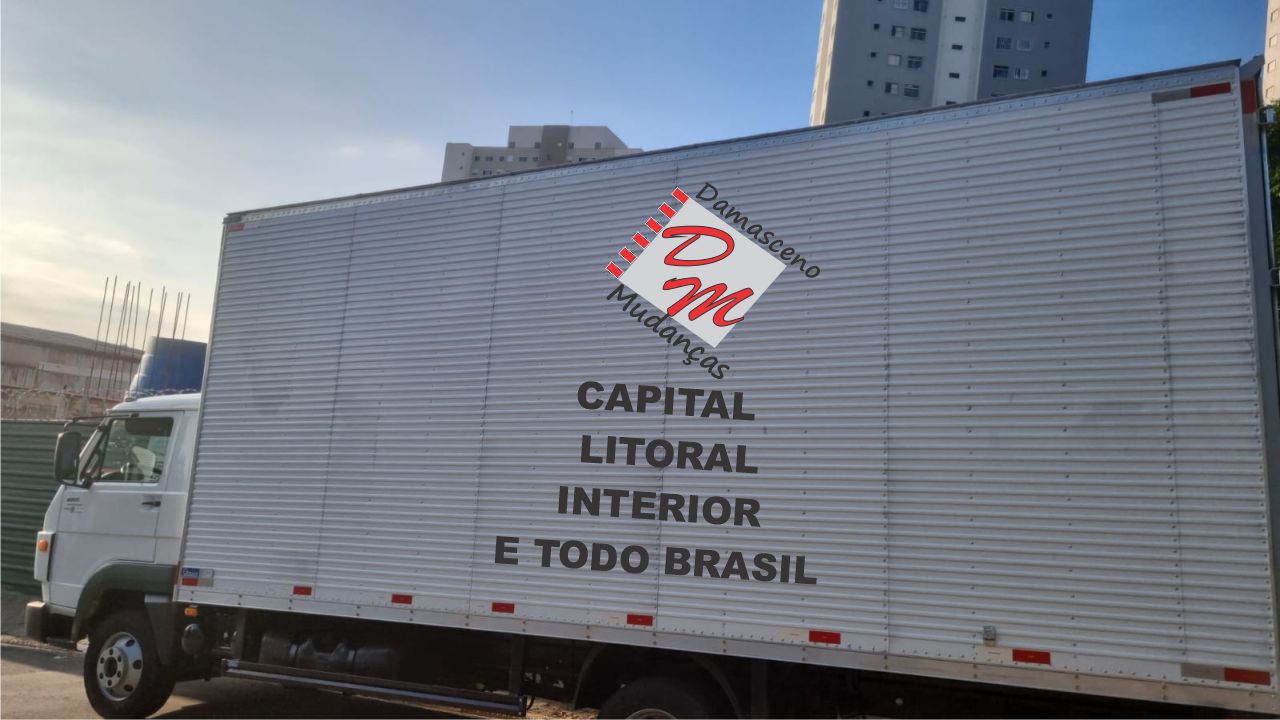 Damasceno
DM
Mudanças
CAPITAL
LITORAL
INTERIOR
E TODO BRASIL